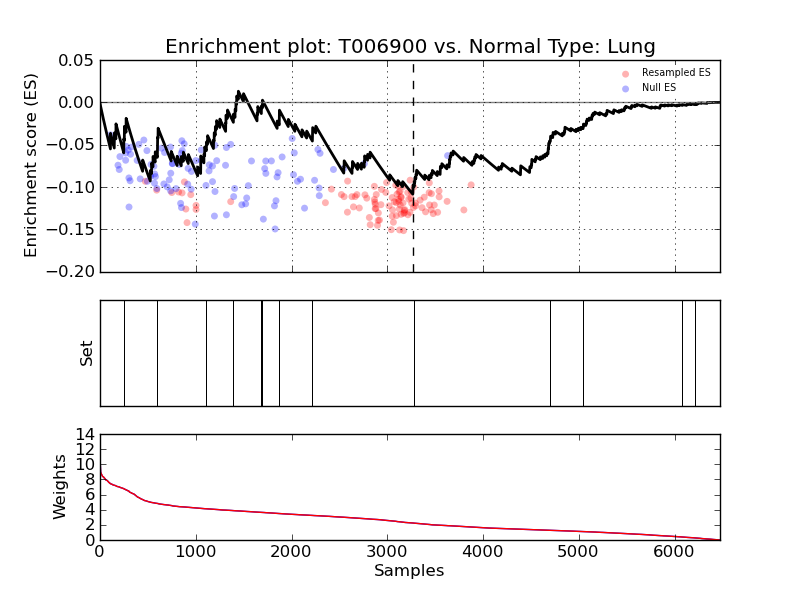 Enrichment plot: T006900 vs. Normal Type: Lung
Enrichment score (ES)
0.05
0.00
−0.05
−0.10
−0.15
−0.20
Resampled ES
Null ES
Set
Weights
14
12
10
8
6
4
2
0
0 1000 2000 3000 4000 5000 6000
Samples